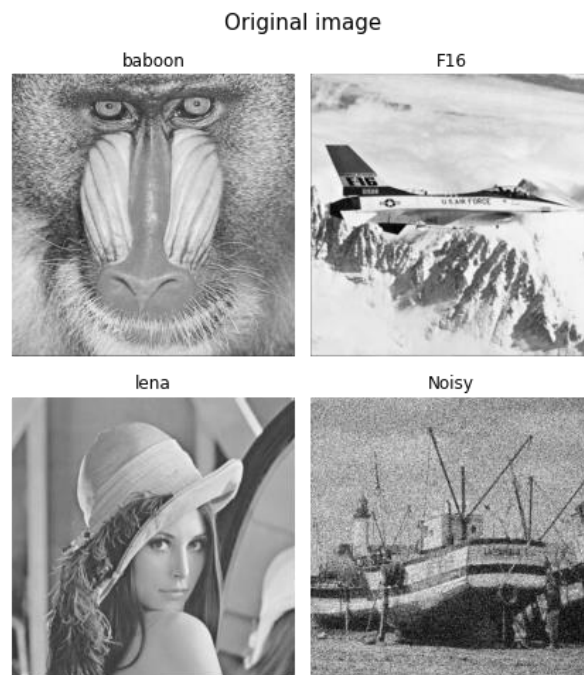 Original image
baboon
F16
F16
U.S. AIR FORCE
lena
Noisy